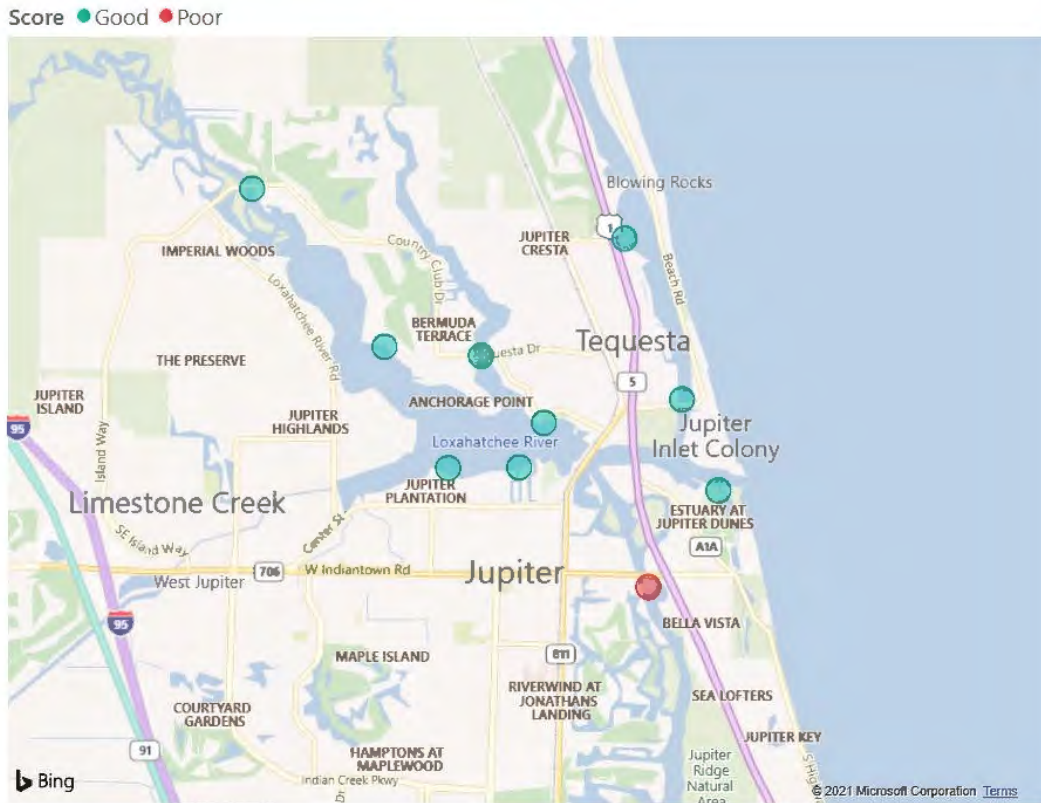 Score Good Poor
Blowing Rocks
1
JUPITER
CRESTA
IMPERIAL WOODS
Country Club Dr
Beach Rd
Loxahatchee River Rd
BERMUDA
TERRACE
Tequesta
THE PRESERVE
5
JUPITER
ISLAND
ANCHORAGE POINT
JUPITER
HIGHLANDS
Jupiter
Inlet Colony
95
Island Way
Loxahatchee River
JUPITER
PLANTATION
Limestone Creek
ESTUARY AT
JUPITER DUNES
Center St
SE Island Way
A1A
West Jupiter
706
W Indiantown Rd
Jupiter
95
BELLA VISTA
MAPLE ISLAND
811
RIVERWIND AT
JONATHANS
LANDING
SEA LOFTERS
COURTYARD
GARDENS
JUPITER KEY
91
HAMPTONS AT
MAPLEWOOD
Jupiter
Ridge
Natural
Area
Bing
Indian Creek Pkwy
Dr
© 2021 Microsoft Corporation Terms